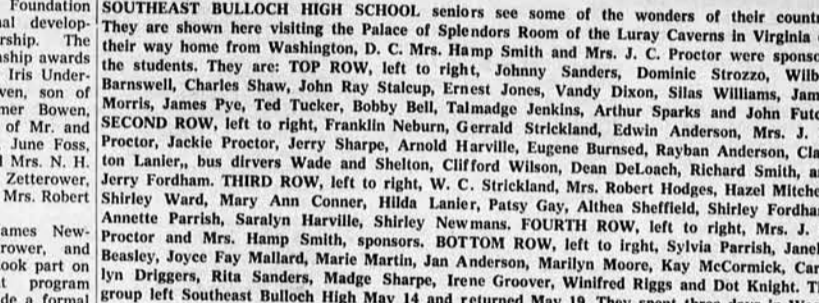 Foundation
al develop-
rship. The
ship awards
Iris Under-
ven, son of
mer Bowen,
of Mr. and
June Foss,
Mrs. N. H.
Zetterower,
Mrs. Robert
ames New-
rower, and
ook part on
t program
de a formal
SOUTHEAST BULLOCH HIGH SCHOOL seniors see some of the wonders of their count
They are shown here visiting the Palace of Splendors Room of the Luray Caverns in Virginia
their way home from Washington, D. C. Mrs. Hamp Smith and Mrs. J. C. Proctor were sponso
the students. They are: TOP ROW, left to right, Johnny Sanders, Dominic Strozzo, Wilb
Barnswell, Charles Shaw, John Ray Stalcup, Ernest Jones, Vandy Dixon, Silas Williams, Jam
Morris, James Pye, Ted Tucker, Bobby Bell, Talmadge Jenkins, Arthur Sparks and John Futc
SECOND ROW, left to right, Franklin Neburn, Gerrald Strickland, Edwin Anderson, Mrs. J.
Proctor, Jackie Proctor, Jerry Sharpe, Arnold Harville, Eugene Burnsed, Rayban Anderson, Cla
ton Lanier,, bus dirvers Wade and Shelton, Clifford Wilson, Dean DeLoach, Richard Smith, a
Jerry Fordham. THIRD ROW, left to right, W. C. Strickland, Mrs. Robert Hodges, Hazel Mitche
Shirley Ward, Mary Ann Conner, Hilda Lanier, Patsy Gay, Althea Sheffield, Shirley Fordha
Annette Parrish, Saralyn Harville, Shirley Newmans. FOURTH ROW, left to right, Mrs. J.
Proctor and Mrs. Hamp Smith, sponsors. BOTTOM ROW, left to irght, Sylvia Parrish, Janel
Beasley, Joyce Fay Mallard, Marie Martin, Jan Anderson, Marilyn Moore, Kay McCormick, Car
lyn Driggers, Rita Sanders, Madge Sharpe, Irene Groover, Winifred Riggs and Dot Knight. T
group left Southeast Bulloch High May 14 and returned May 19. They spent three days in